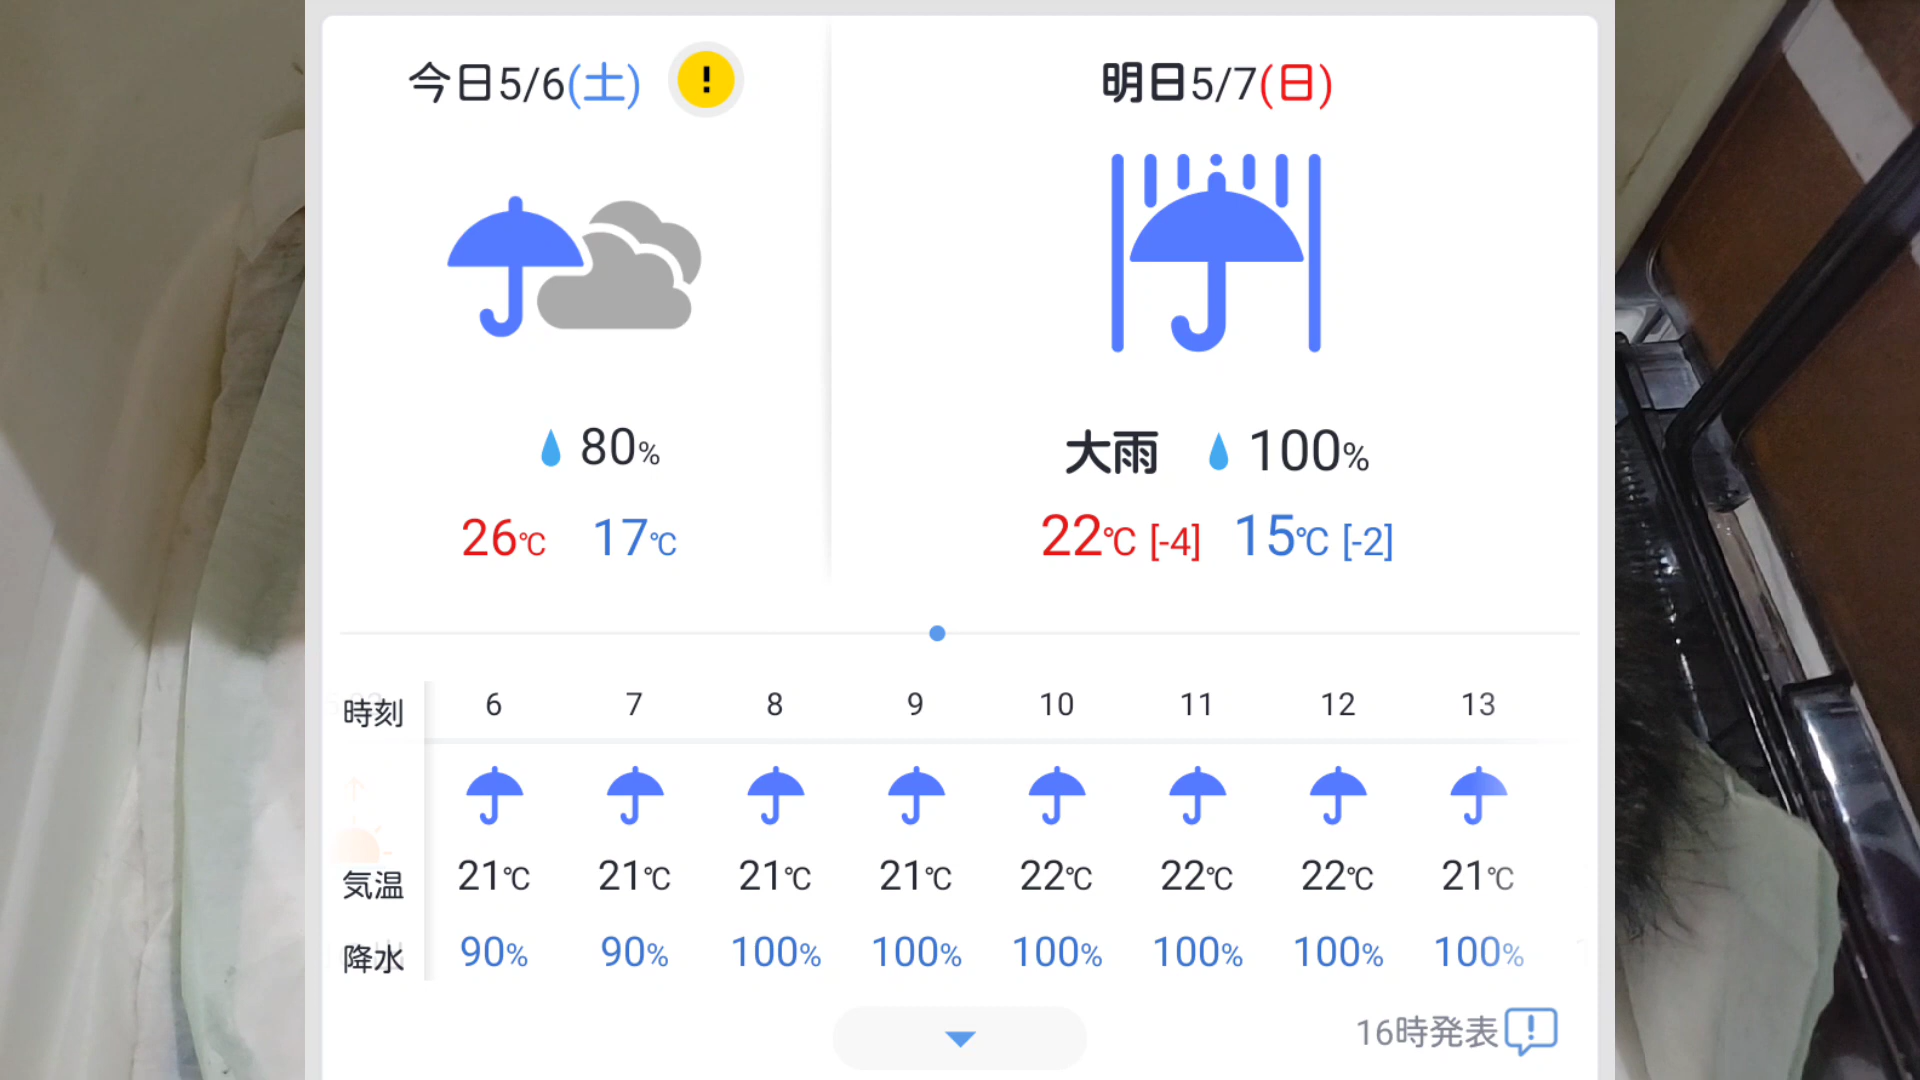 今日5/6(土) !
明日5/7(日)
80%
26℃ 17℃
大雨 100%
22℃ [-4] 15℃ [-2]
時刻 6 7 8 9 10 11 12 13
気温 21℃ 21℃ 21℃ 21℃ 22℃ 22℃ 22℃ 21℃
降水 90% 90% 100% 100% 100% 100% 100% 100%
16時発表 !